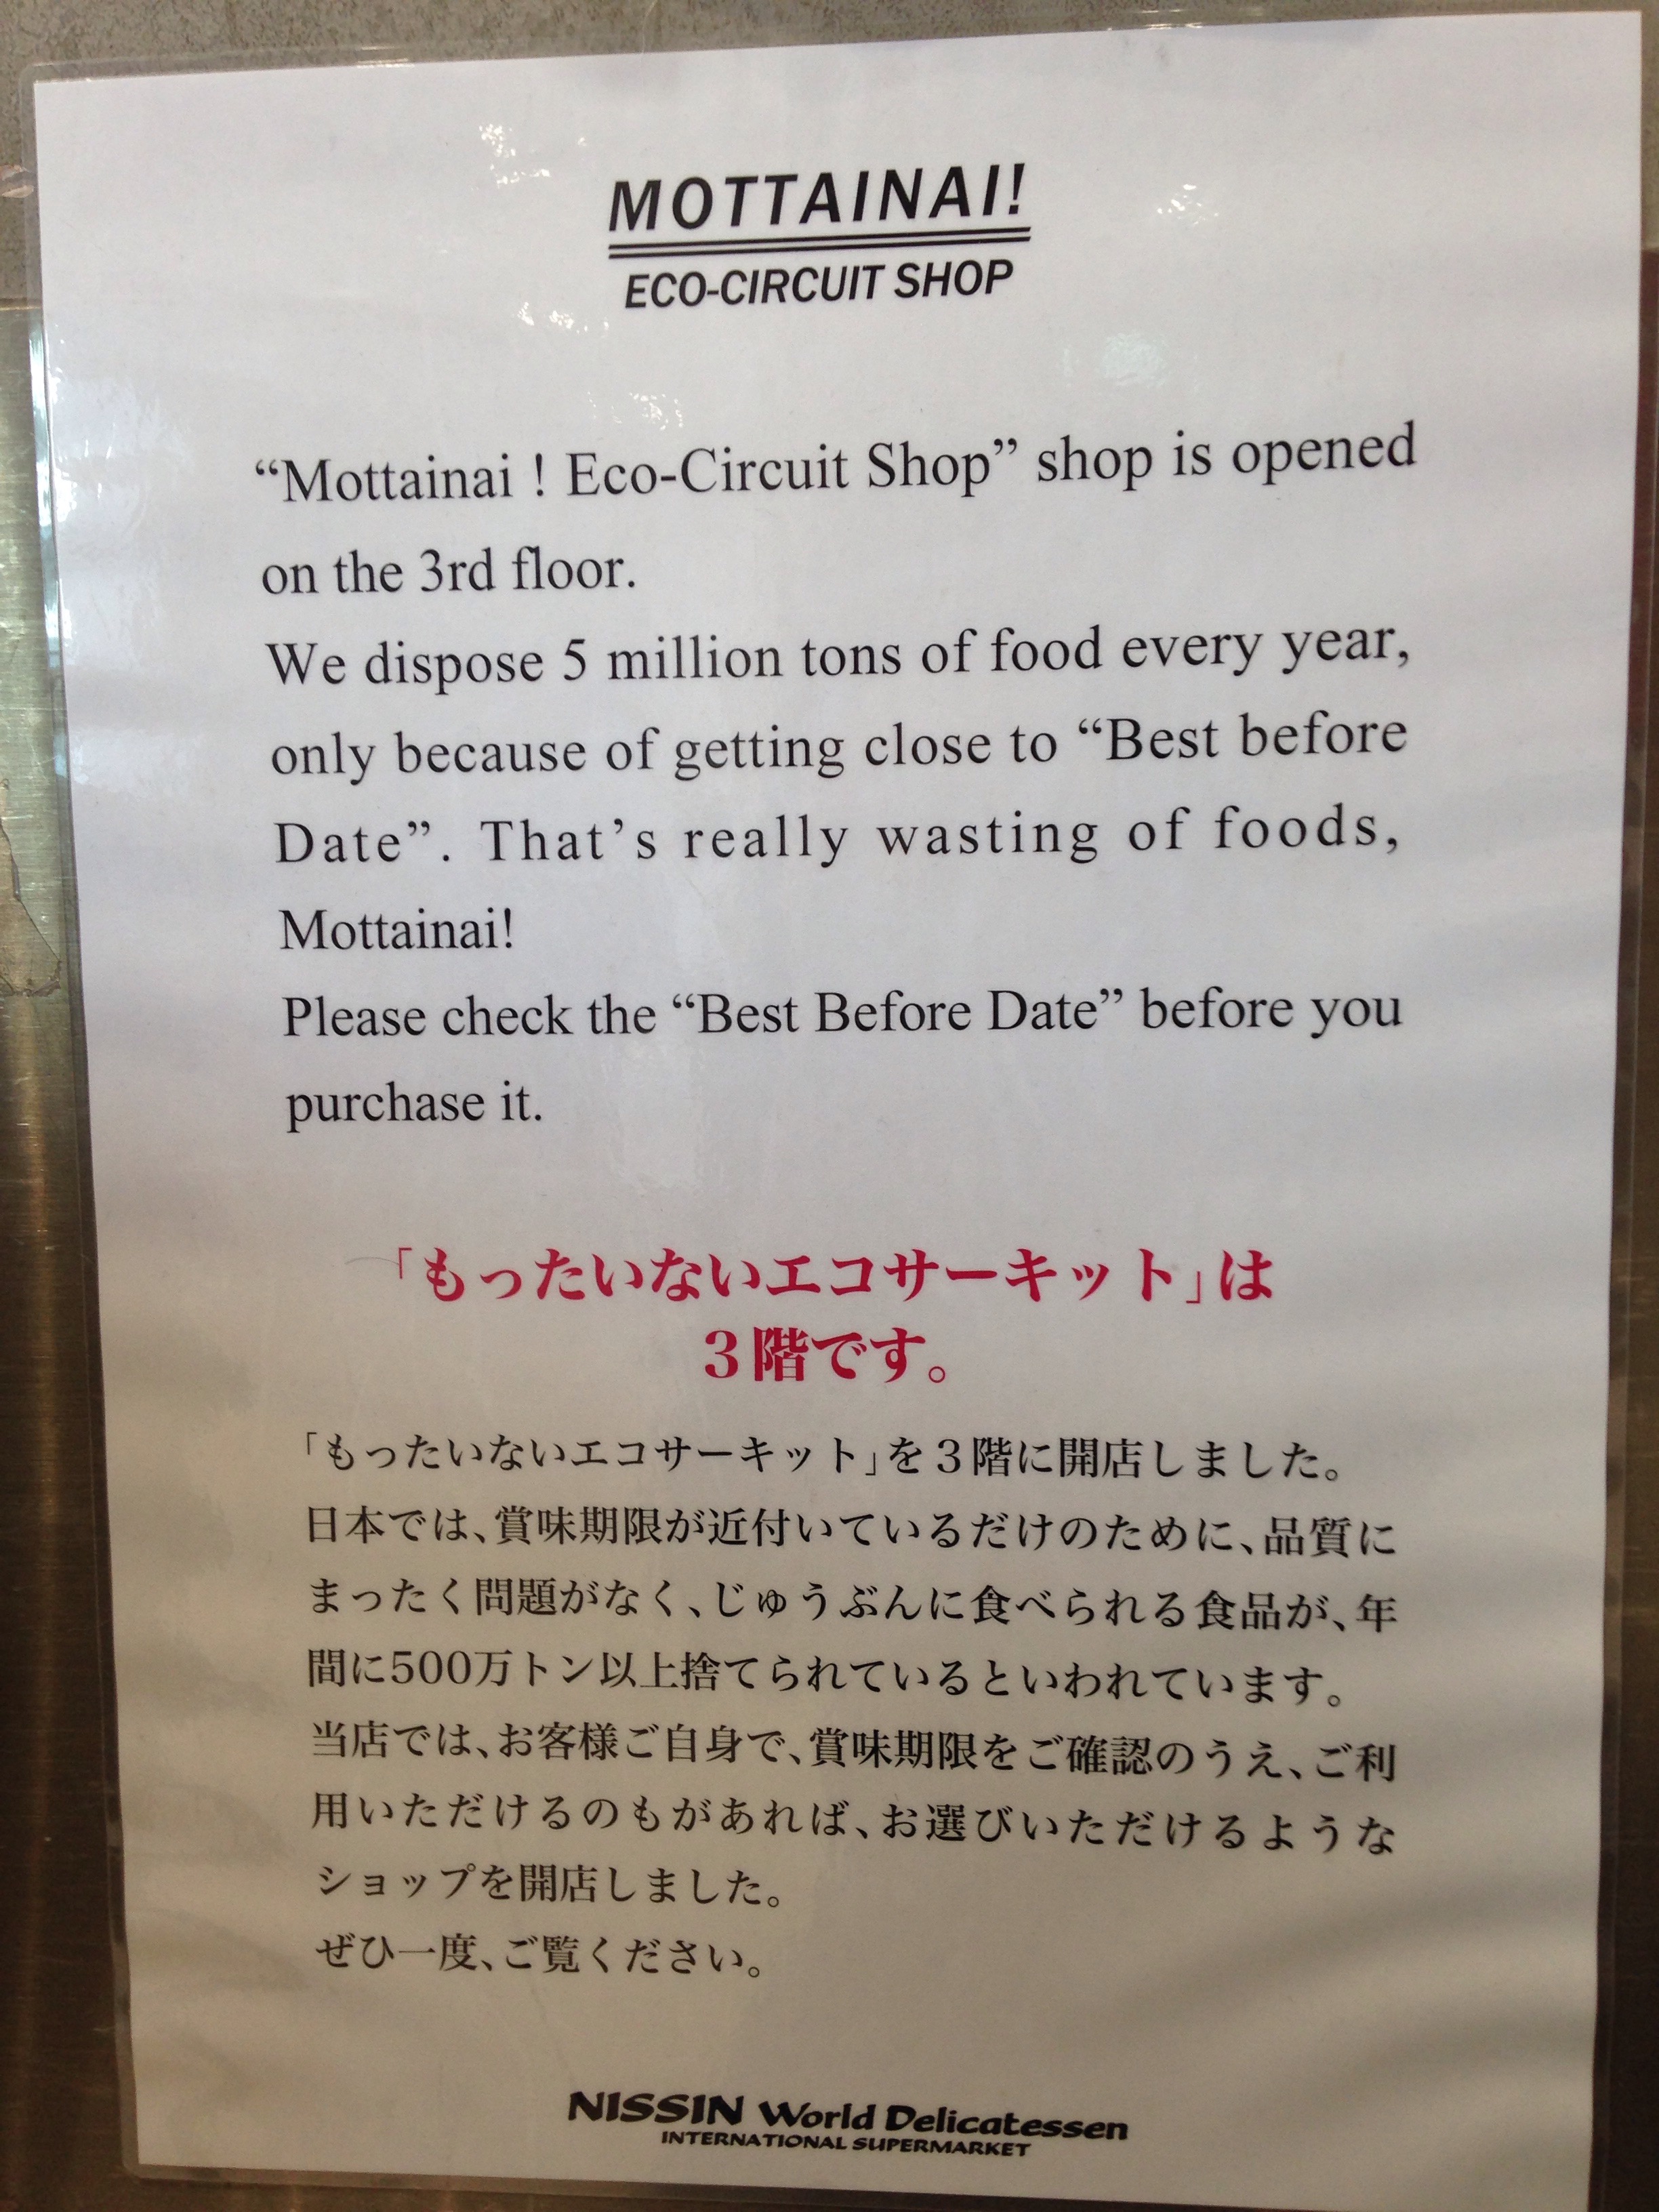 MOTTAINAI!
ECO-CIRCUIT SHOP
“Mottainai ! Eco-Circuit Shop” shop is opened
on the 3rd floor.
We dispose 5 million tons of food every year,
only because of getting close to “Best before
Date”. That’s really wasting of foods,
Mottainai!
Please check the “Best Before Date” before you
purchase it.
「もったいないエコサーキット」は
３階です。
「もったいないエコサーキット」を３階に開店しました。
日本では、賞味期限が近付いているだけのために、品質に
まったく問題がなく、じゅうぶんに食べられる食品が、年
間に500万トン以上捨てられているといわれています。
当店では、お客様ご自身で、賞味期限をご確認のうえ、ご利
用いただけるのもがあれば、お選びいただけるような
ショップを開店しました。
ぜひ一度、ご覧ください。
NISSIN World Delicatessen
INTERNATIONAL SUPERMARKET